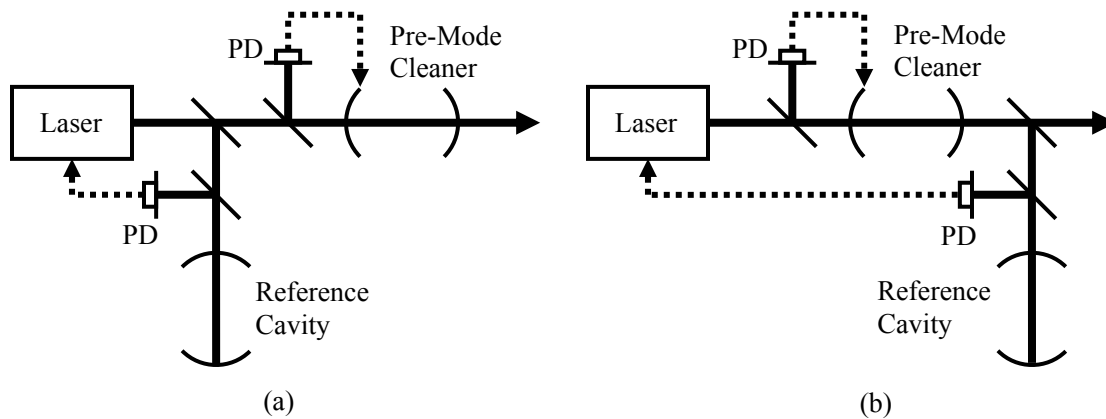 PD
Pre-Mode
Cleaner
Laser
PD
Reference
Cavity
(a)
PD
Pre-Mode
Cleaner
Laser
PD
Reference
Cavity
(b)